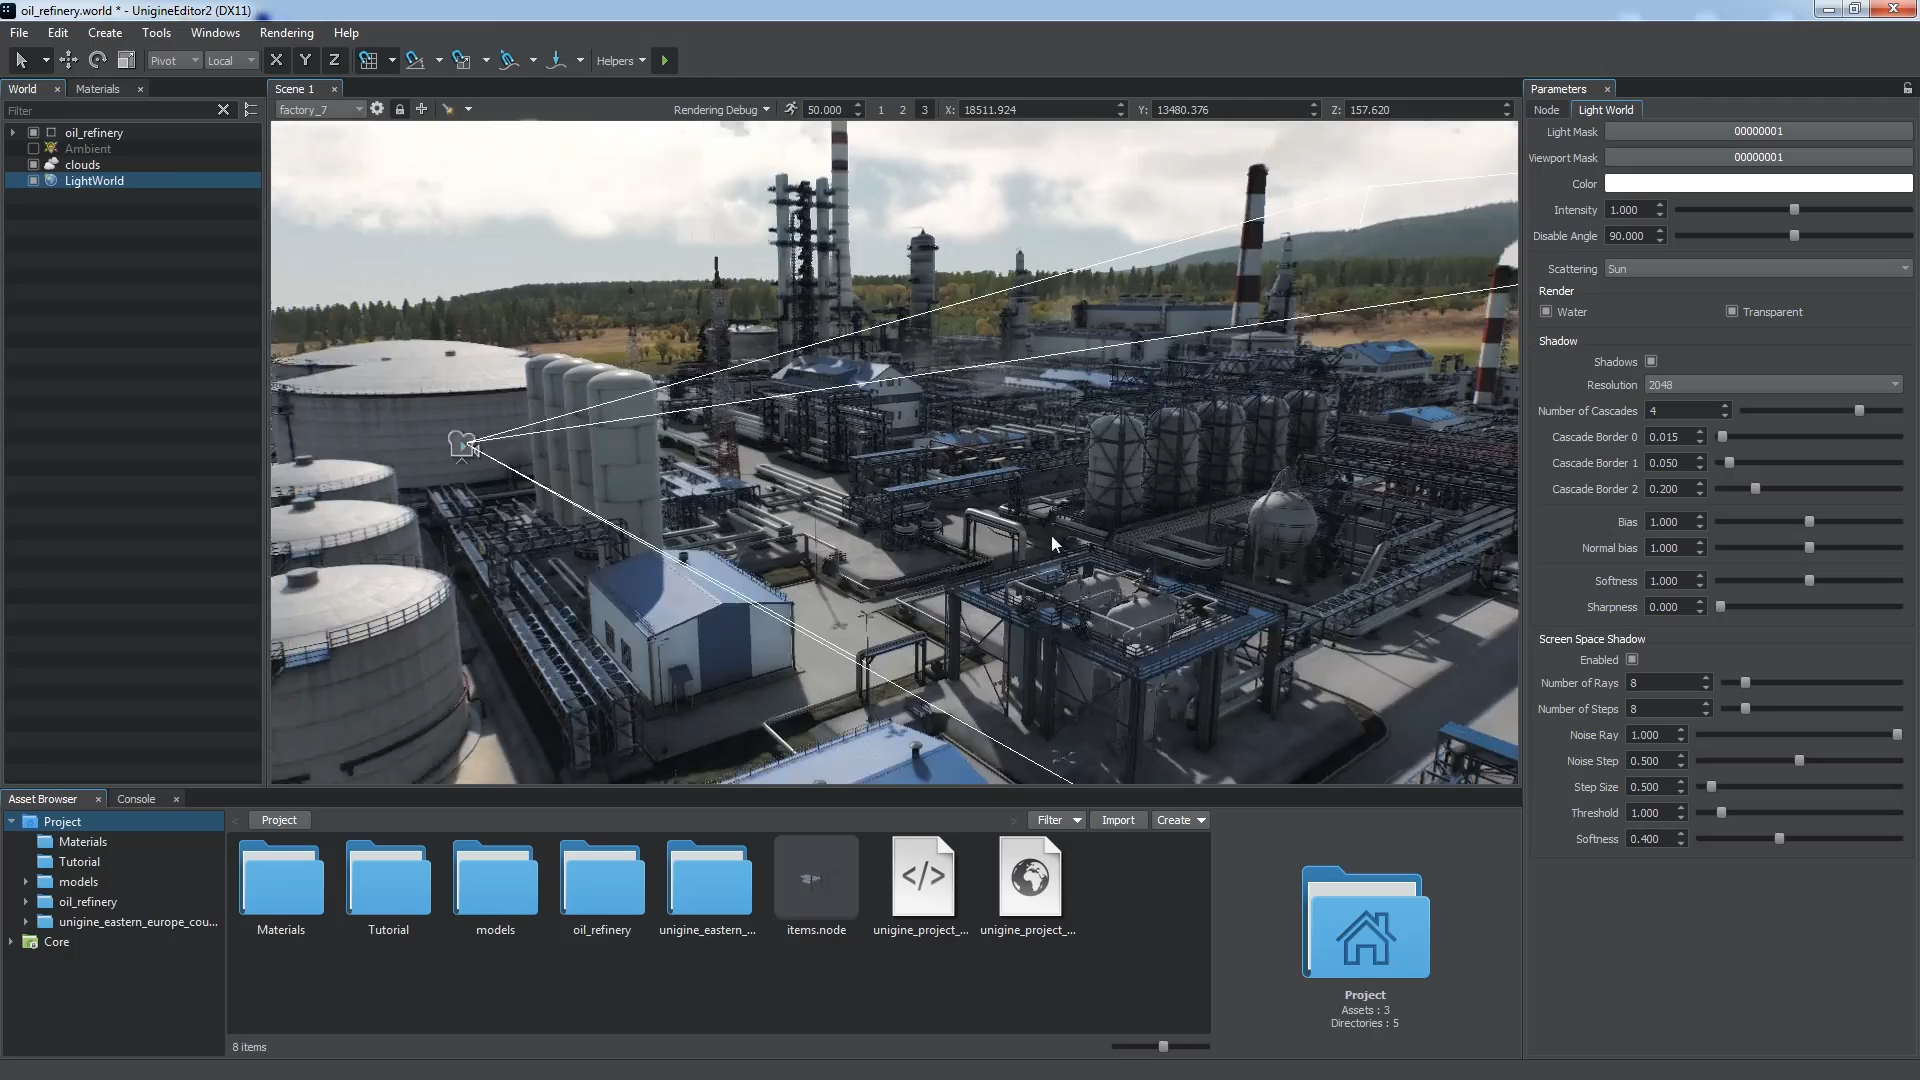 oil_refinery.world * - UnigineEditor2 (DX11)
File Edit Create Tools Windows Rendering Help
Pivot Local X Y Z Helpers
World Materials
Filter
oil_refinery
Ambient
clouds
LightWorld
Scene 1
factory_7 Rendering Debug 50.000 1 2 3 X: 18511.924 Y: 13480.376 Z: 157.620
Parameters
Node Light World
Light Mask 00000001
Viewport Mask 00000001
Color
Intensity 1.000
Disable Angle 90.000
Scattering Sun
Render
Water Transparent
Shadow
Shadows
Resolution 2048
Number of Cascades 4
Cascade Border 0 0.015
Cascade Border 1 0.050
Cascade Border 2 0.200
Bias 1.000
Normal bias 1.000
Softness 1.000
Sharpness 0.000
Screen Space Shadow
Enabled
Number of Rays 8
Number of Steps 8
Noise Ray 1.000
Noise Step 0.500
Step Size 0.500
Threshold 1.000
Softness 0.400
Asset Browser Console
Project
Materials
Tutorial
models
oil_refinery
unigine_eastern_europe_cou...
Core
< Project > Filter Import Create
Materials Tutorial models oil_refinery unigine_eastern_... items.node unigine_project_... unigine_project_...
8 items
Project
Assets : 3
Directories : 5